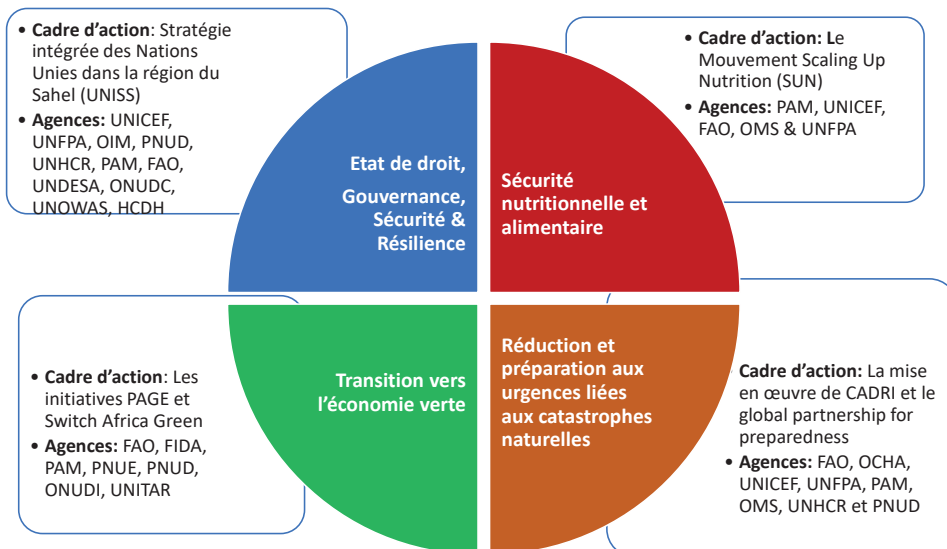 • Cadre d’action: Stratégie
intégrée des Nations
Unies dans la région du
Sahel (UNISS)
• Agences: UNICEF,
UNFPA, OIM, PNUD,
UNHCR, PAM, FAO,
UNDESA, ONUDC,
UNOWAS, HCDH
• Cadre d’action: Le
Mouvement Scaling Up
Nutrition (SUN)
• Agences: PAM, UNICEF,
FAO, OMS & UNFPA
Etat de droit,
Gouvernance,
Sécurité &
Résilience
Sécurité
nutritionnelle et
alimentaire
Transition vers
l’économie verte
Réduction et
préparation aux
urgences liées
aux catastrophes
naturelles
• Cadre d’action: Les
initiatives PAGE et
Switch Africa Green
• Agences: FAO, FIDA,
PAM, PNUE, PNUD,
ONUDI, UNITAR
• Cadre d’action: La mise
en œuvre de CADRI et le
global partnership for
preparedness
• Agences: FAO, OCHA,
UNICEF, UNFPA, PAM,
OMS, UNHCR et PNUD